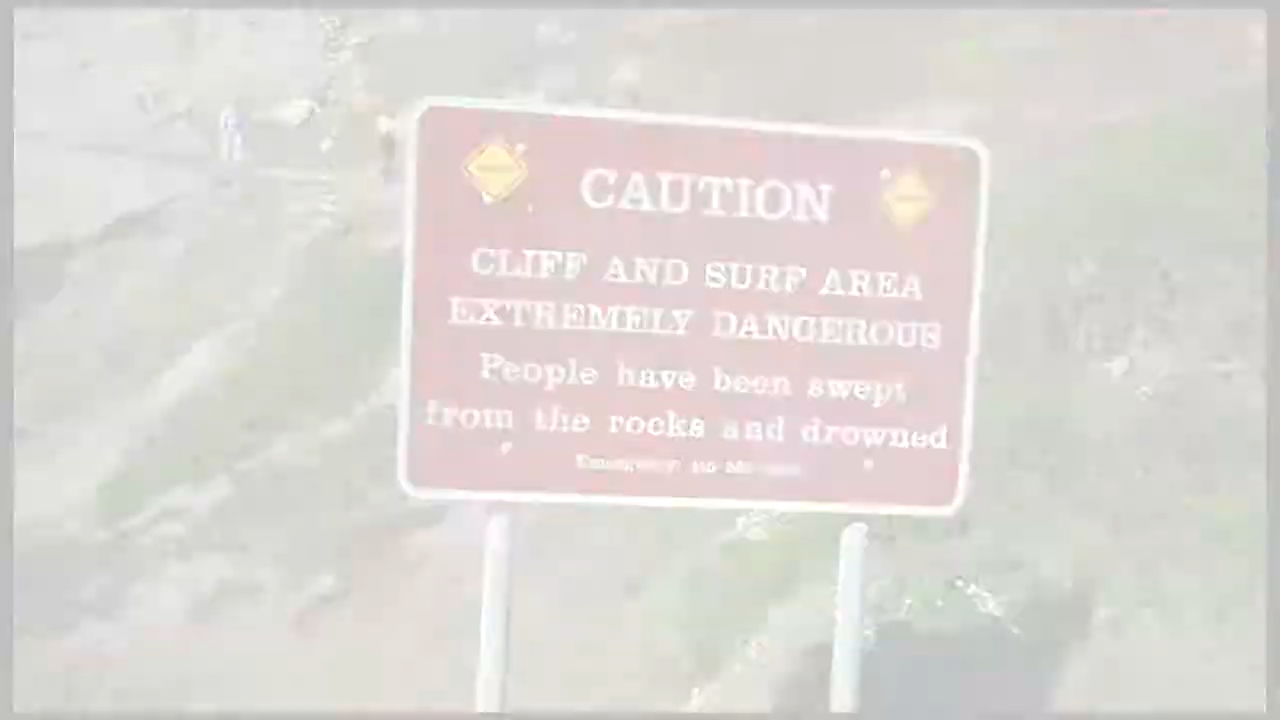 CAUTION
CLIFF AND SURF AREA
EXTREMELY DANGEROUS
People have been swept
from the rocks and drowned